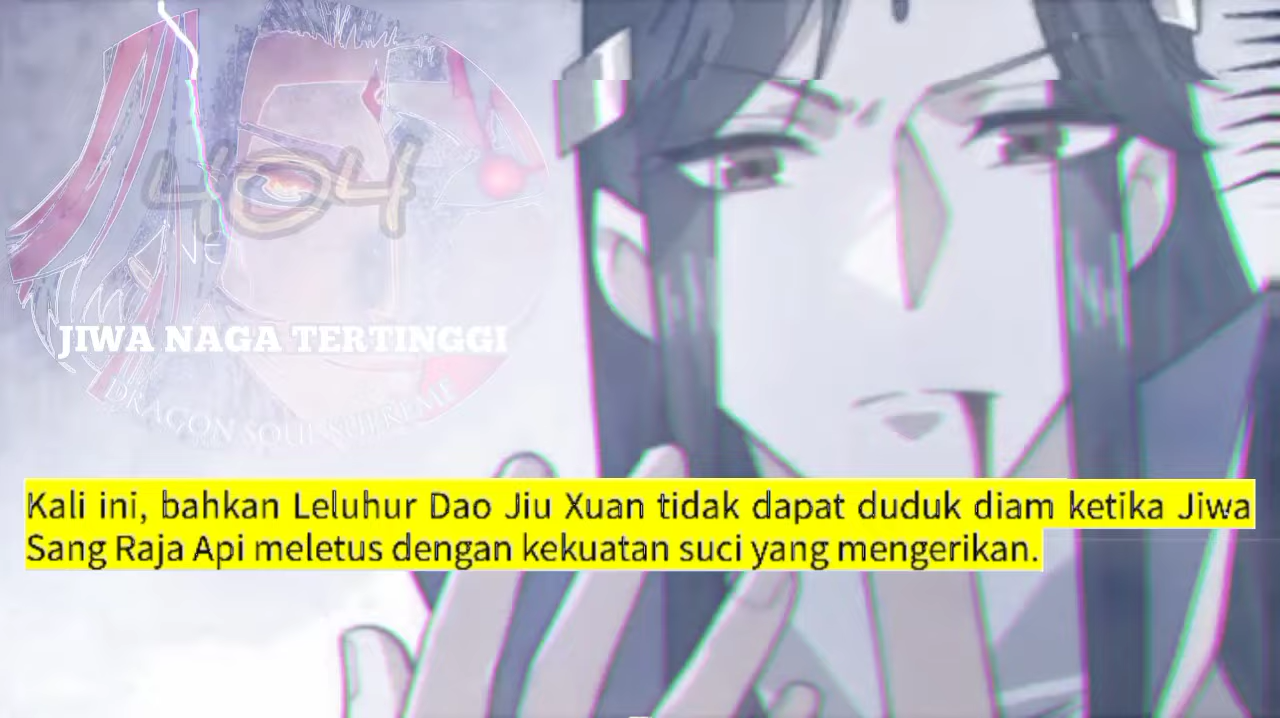 404
NE
JIWA NAGA TERTINGGI
DRAGON SOUL SUPREME
Kali ini, bahkan Leluhur Dao Jiu Xuan tidak dapat duduk diam ketika Jiwa
Sang Raja Api meletus dengan kekuatan suci yang mengerikan.